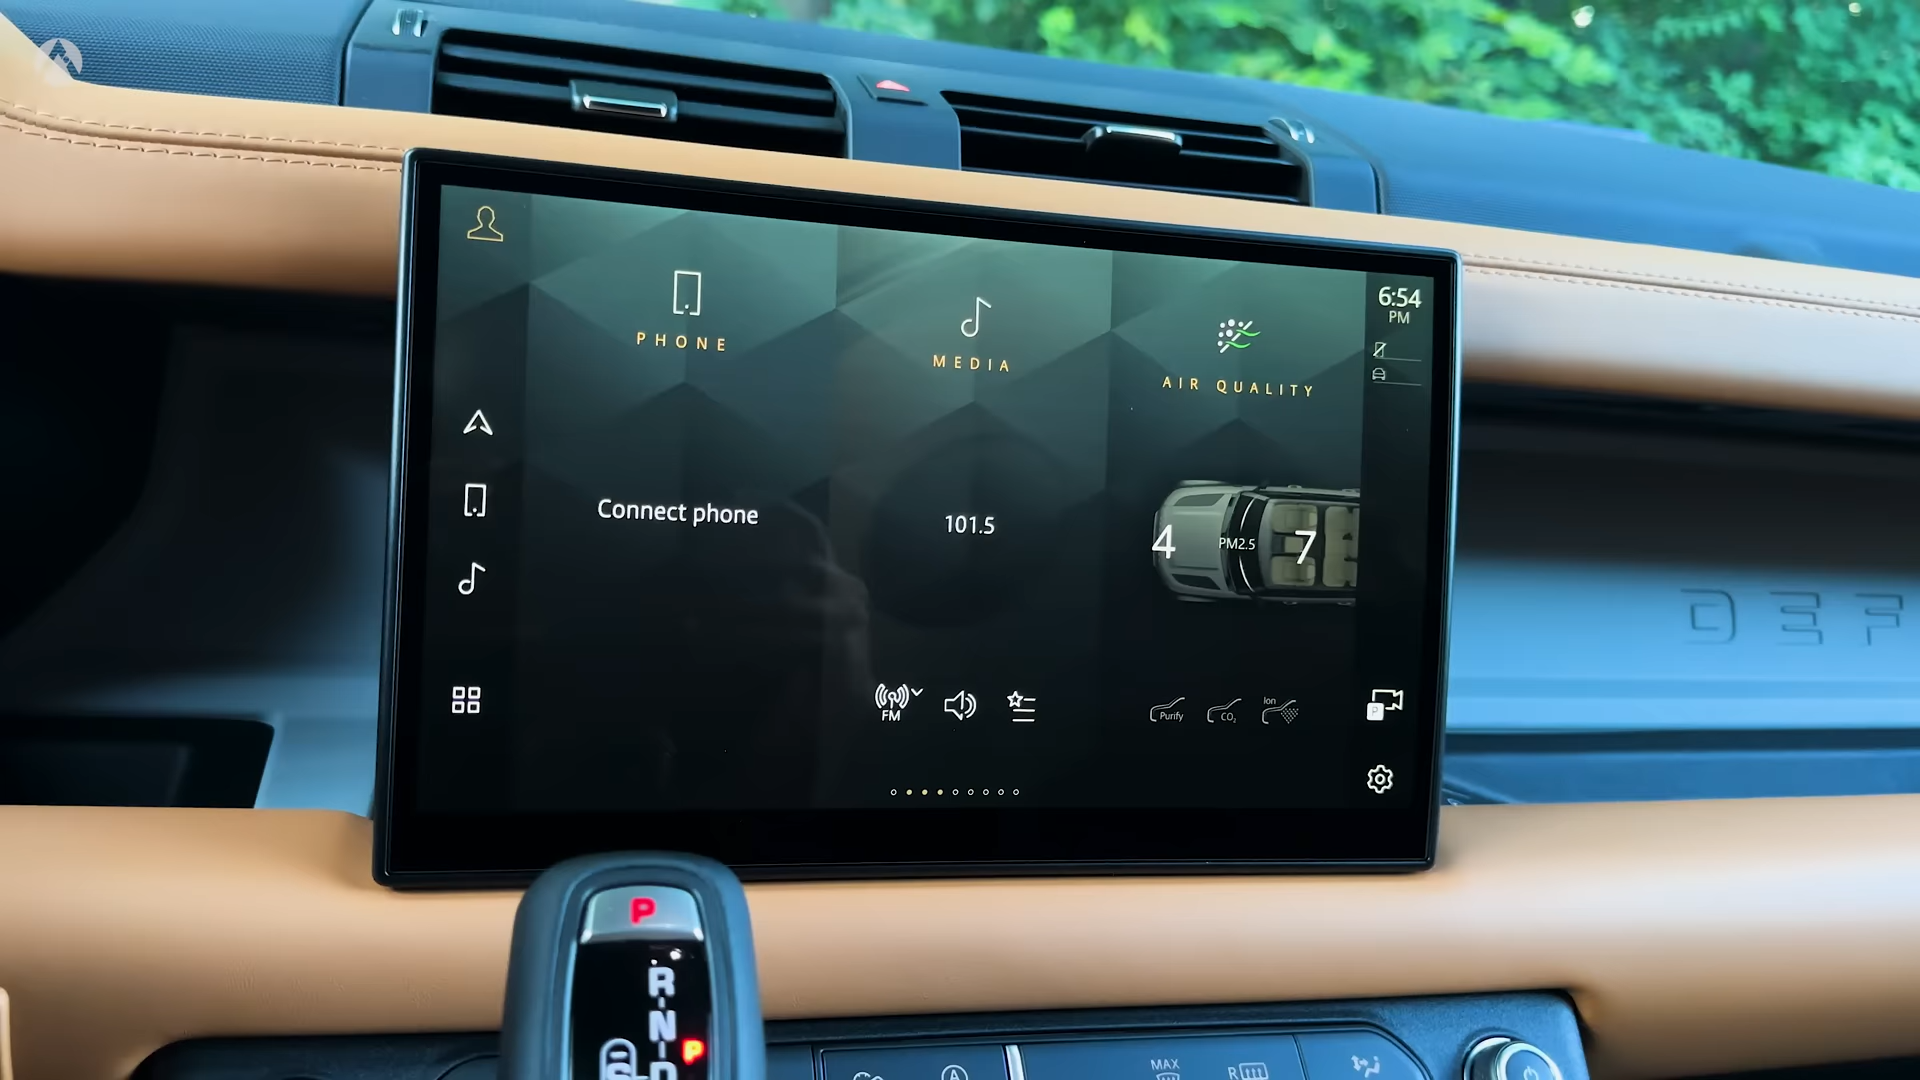 PHONE
Connect phone
MEDIA
101.5
FM
AIR QUALITY
4 PM2.5 7
Purify
CO₂
Ion
6:54
PM
P
DEF
P
R
N
D
P
S
A
MAX
R